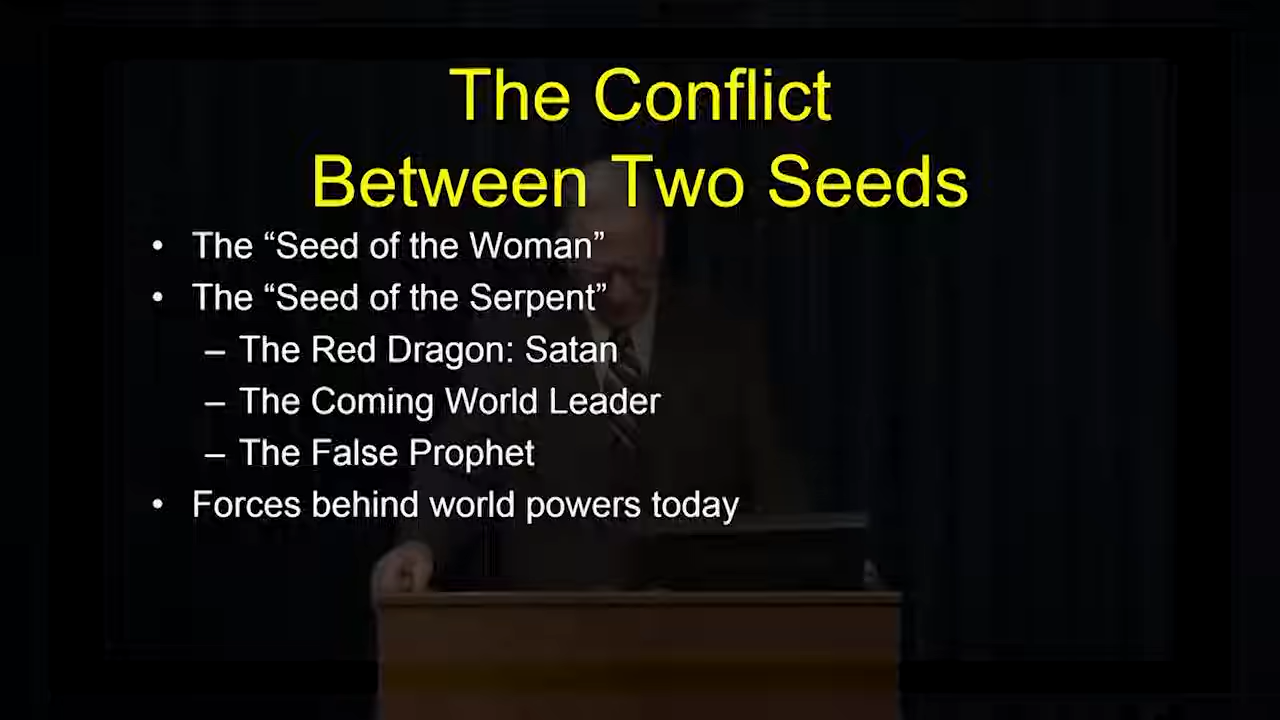 The Conflict
Between Two Seeds
• The “Seed of the Woman”
• The “Seed of the Serpent”
– The Red Dragon: Satan
– The Coming World Leader
– The False Prophet
• Forces behind world powers today